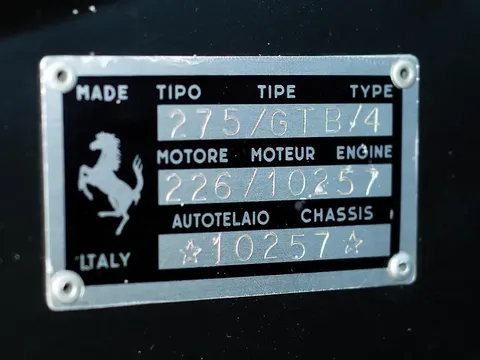 MADE TIPO TIPE TYPE
275/GTB/4
MOTORE MOTEUR ENGINE
226/10257
AUTOTELAIO CHASSIS
ITALY ☆10257☆